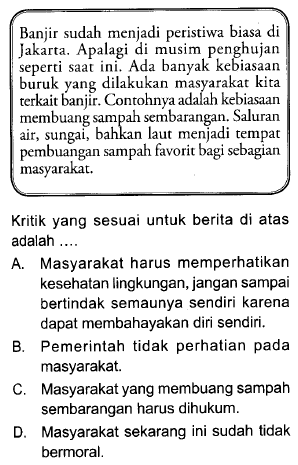 Banjir sudah menjadi peristiwa biasa di
Jakarta. Apalagi di musim penghujan
seperti saat ini. Ada banyak kebiasaan
buruk yang dilakukan masyarakat kita
terkait banjir. Contohnya adalah kebiasaan
membuang sampah sembarangan. Saluran
air, sungai, bahkan laut menjadi tempat
pembuangan sampah favorit bagi sebagian
masyarakat.
Kritik yang sesuai untuk berita di atas
adalah ....
A. Masyarakat harus memperhatikan
kesehatan lingkungan, jangan sampai
bertindak semaunya sendiri karena
dapat membahayakan diri sendiri.
B. Pemerintah tidak perhatian pada
masyarakat.
C. Masyarakat yang membuang sampah
sembarangan harus dihukum.
D. Masyarakat sekarang ini sudah tidak
bermoral.